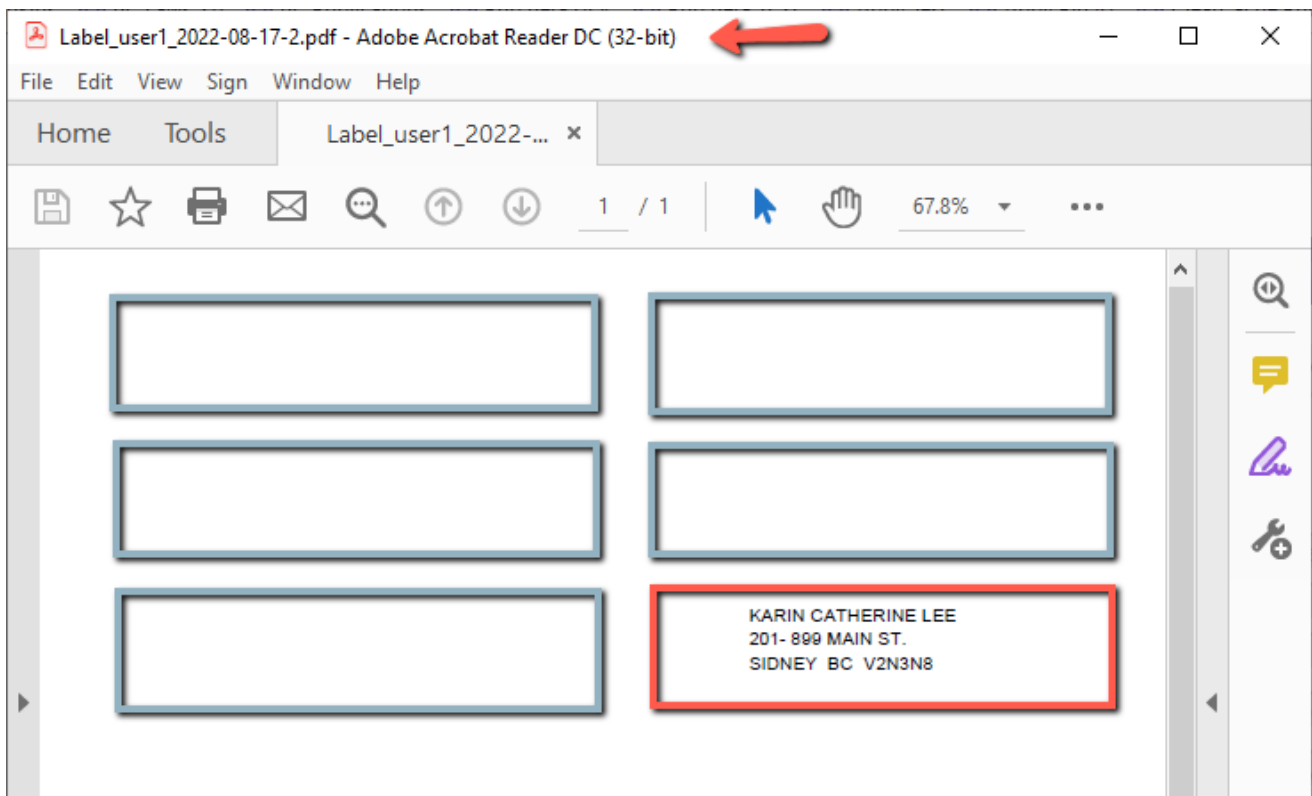 Label_user1_2022-08-17-2.pdf - Adobe Acrobat Reader DC (32-bit)
File Edit View Sign Window Help
Home Tools Label_user1_2022-... ×
1 / 1 67.8%
KARIN CATHERINE LEE
201- 899 MAIN ST.
SIDNEY BC V2N3N8